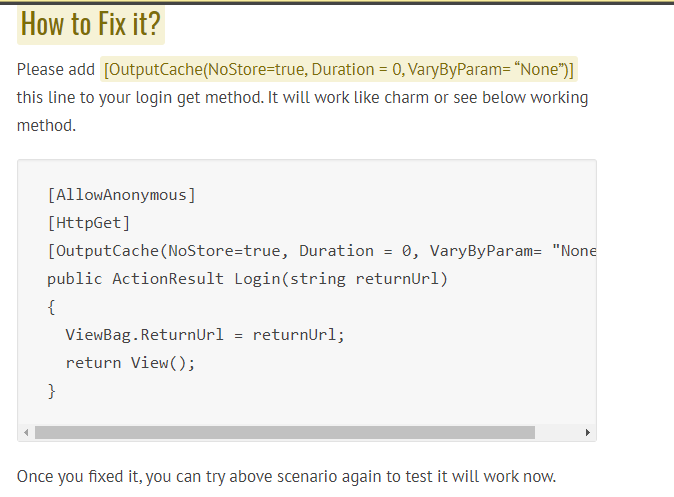 How to Fix it?
Please add [OutputCache(NoStore=true, Duration = 0, VaryByParam= “None”)]
this line to your login get method. It will work like charm or see below working
method.
[AllowAnonymous]
[HttpGet]
[OutputCache(NoStore=true, Duration = 0, VaryByParam= "None
public ActionResult Login(string returnUrl)
{
ViewBag.ReturnUrl = returnUrl;
return View();
}
Once you fixed it, you can try above scenario again to test it will work now.